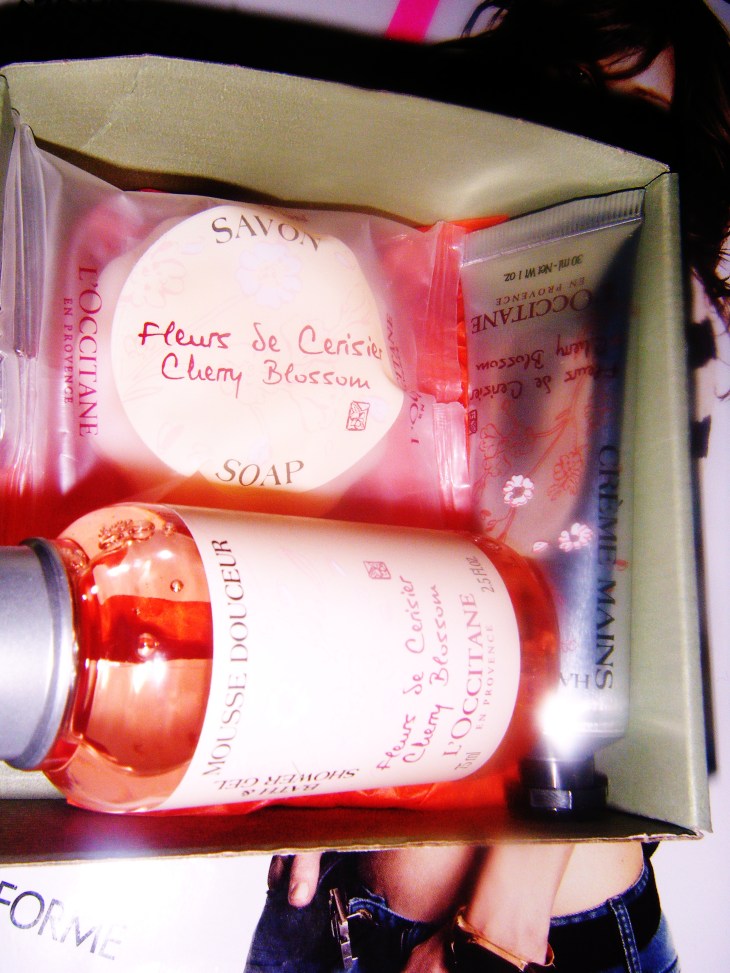 SAVON
Fleurs de Cerisier
Cherry Blossom
SOAP
L'OCCITANE
EN PROVENCE
30 ml - Net Wt 1 OZ.
L'OCCITANE
EN PROVENCE
Fleurs de Cerisier
Cherry Blossom
CRÈME MAINS
MOUSSE DOUCEUR
BATH &
SHOWER GEL
Fleurs de Cerisier
Cherry Blossom
L'OCCITANE
EN PROVENCE
75 ml
2.5 Fl.oz
FORME